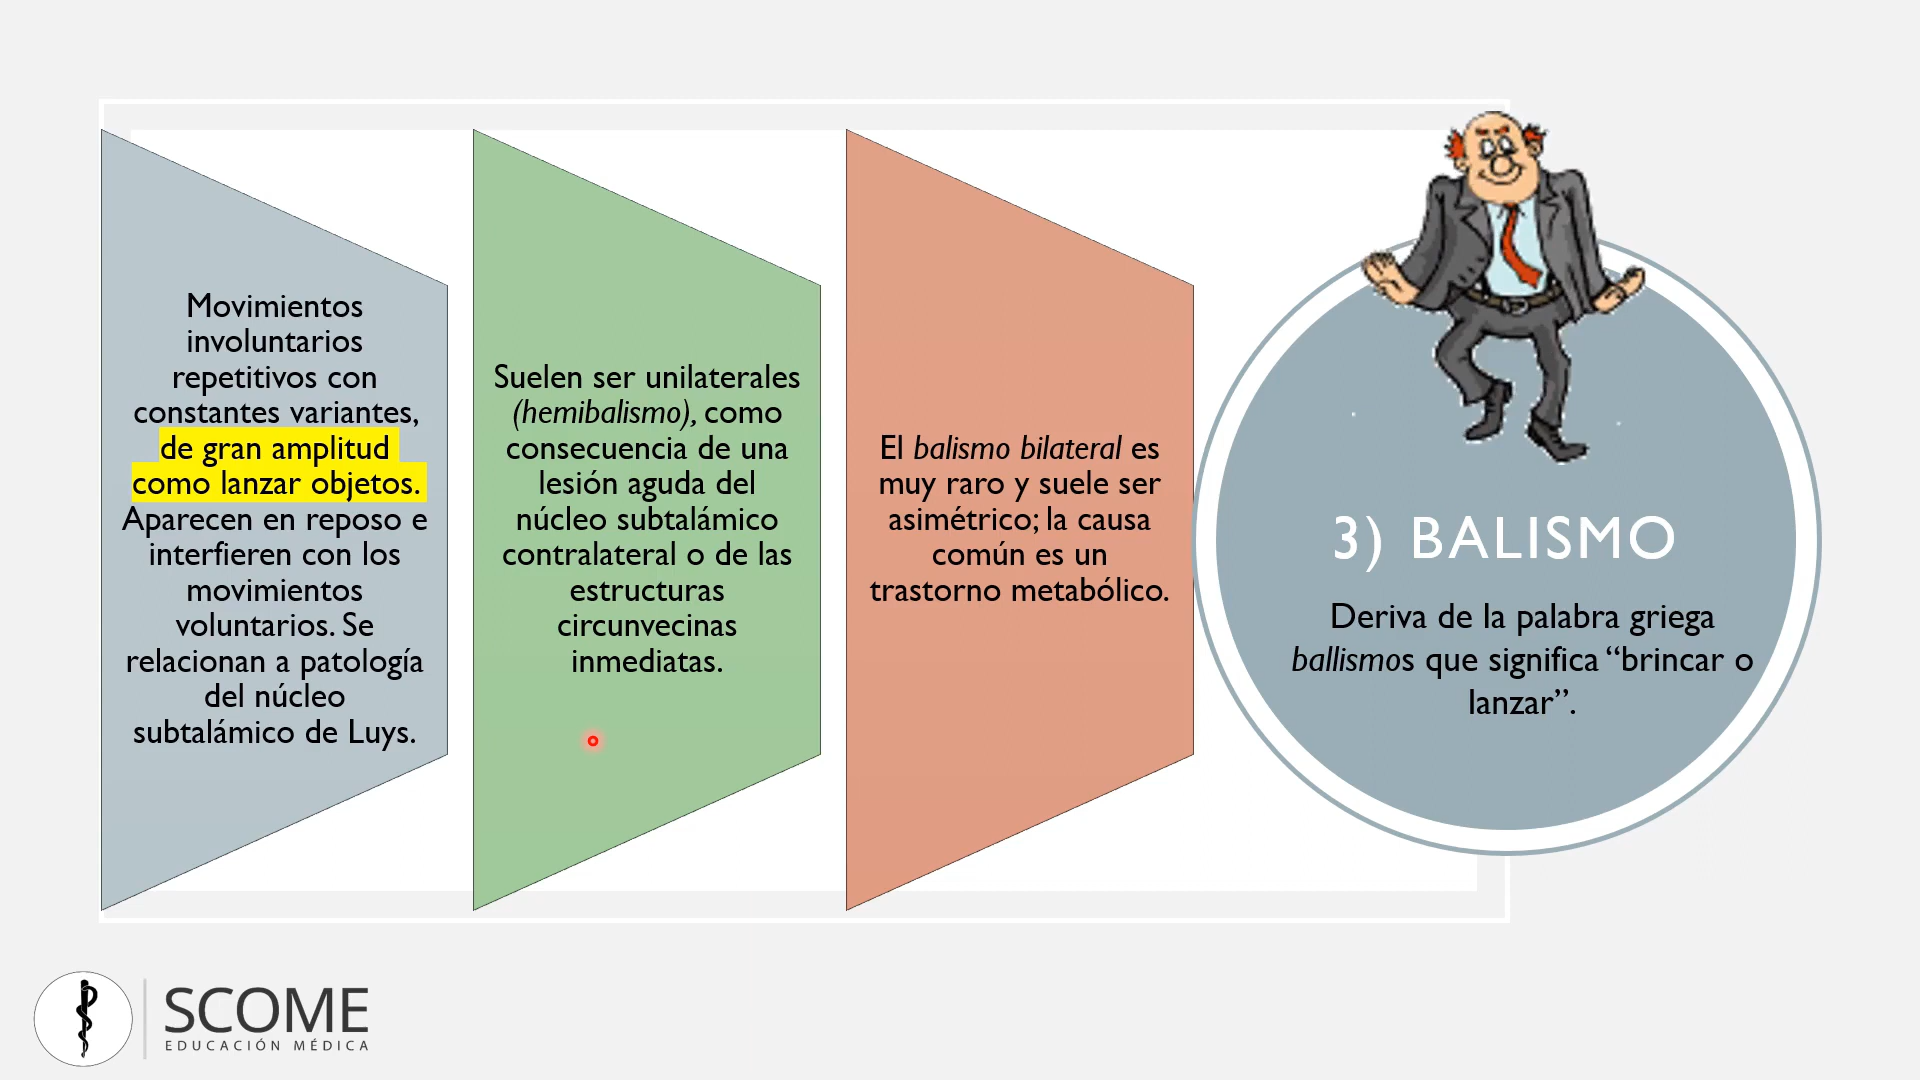 Movimientos
involuntarios
repetitivos con
constantes variantes,
de gran amplitud
como lanzar objetos.
Aparecen en reposo e
interfieren con los
movimientos
voluntarios. Se
relacionan a patología
del núcleo
subtalámico de Luys.
Suelen ser unilaterales
(hemibalismo), como
consecuencia de una
lesión aguda del
núcleo subtalámico
contralateral o de las
estructuras
circunvecinas
inmediatas.
El balismo bilateral es
muy raro y suele ser
asimétrico; la causa
común es un
trastorno metabólico.
3) BALISMO
Deriva de la palabra griega
ballismos que significa “brincar o
lanzar”.
SCOME
EDUCACIÓN MÉDICA